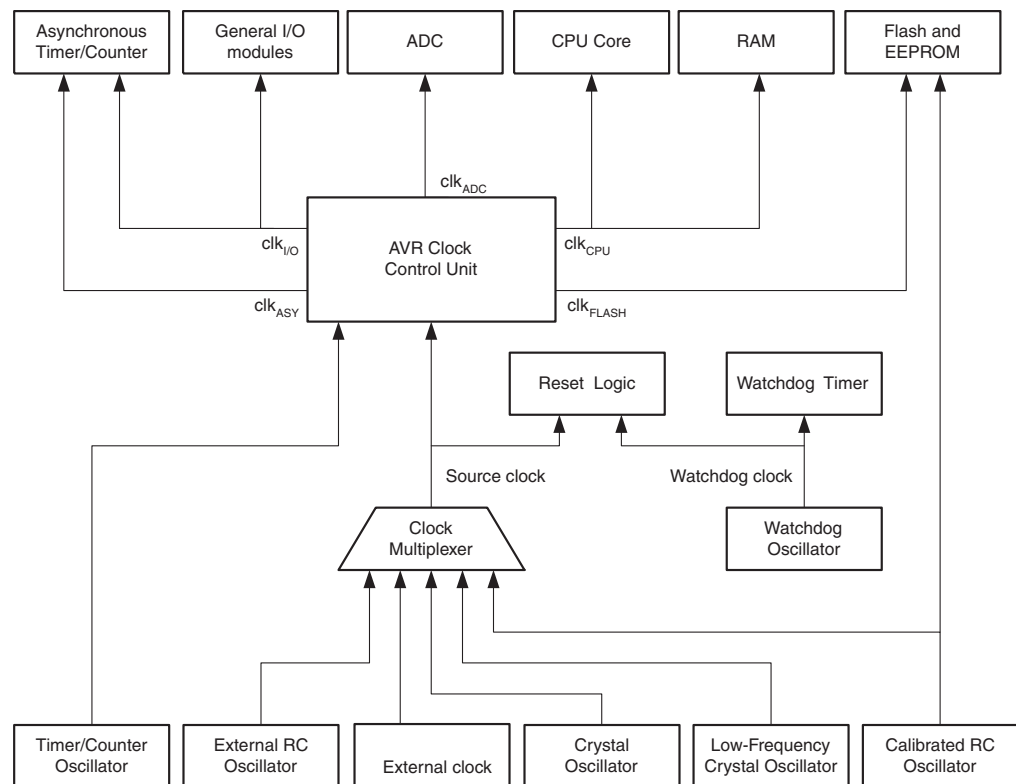 Asynchronous
Timer/Counter
General I/O
modules
ADC
CPU Core
RAM
Flash and
EEPROM
clkADC
clkI/O
AVR Clock
Control Unit
clkCPU
clkASY
clkFLASH
Reset Logic
Watchdog Timer
Source clock
Watchdog clock
Clock
Multiplexer
Watchdog
Oscillator
Timer/Counter
Oscillator
External RC
Oscillator
External clock
Crystal
Oscillator
Low-Frequency
Crystal Oscillator
Calibrated RC
Oscillator